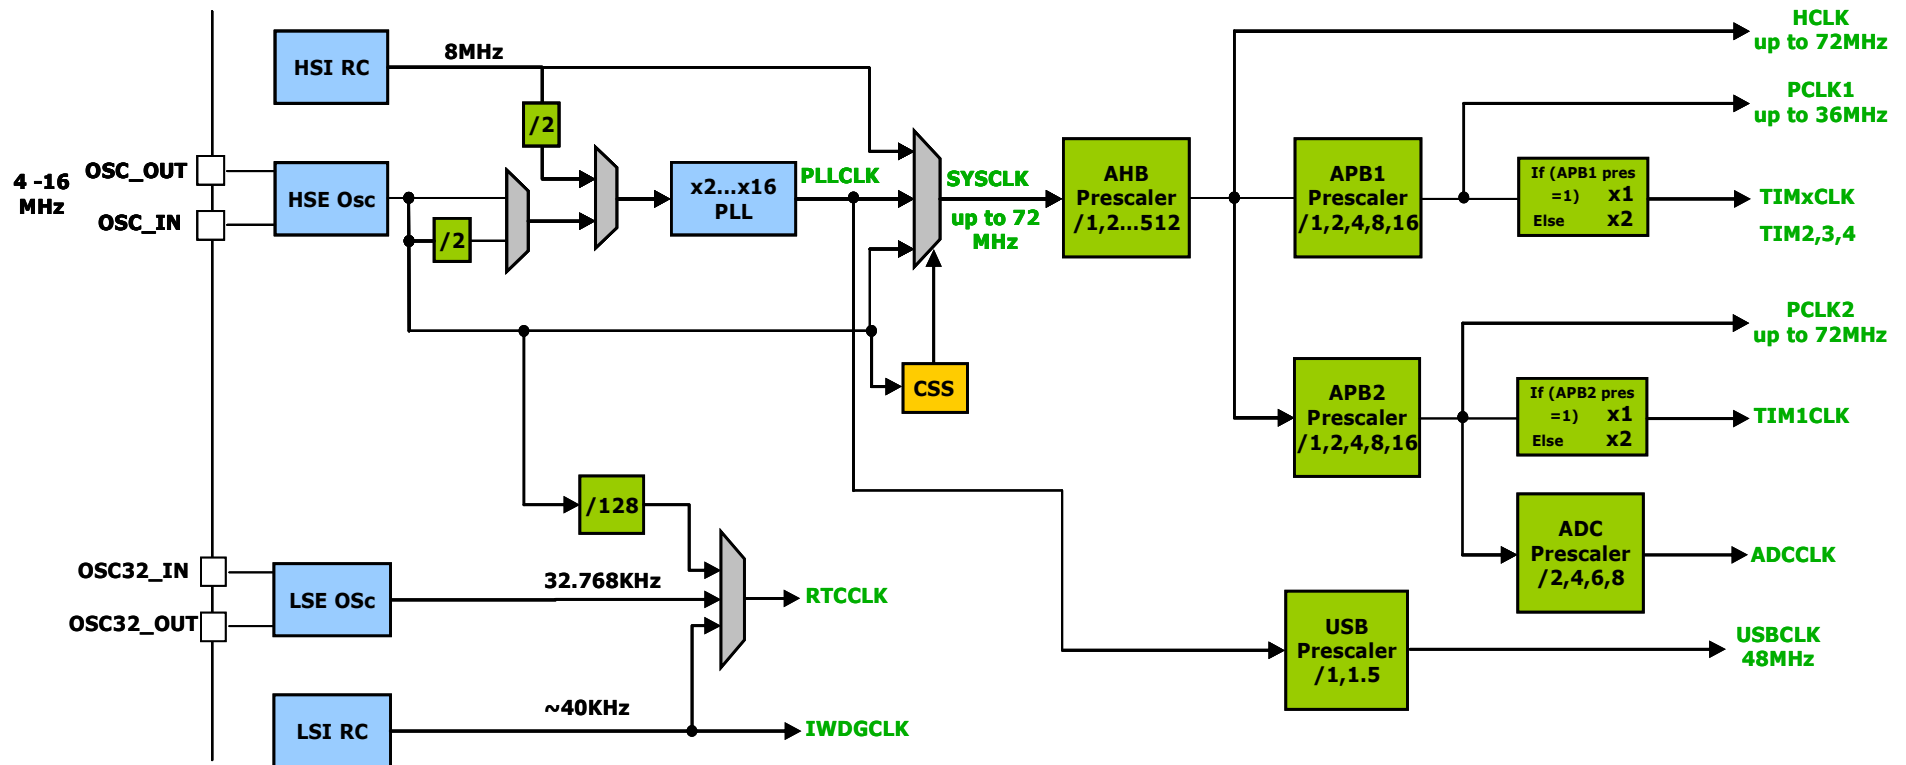 HSI RC
8MHz
/2
4 -16
MHz
OSC_OUT
OSC_IN
HSE Osc
/2
x2...x16
PLL
PLLCLK
SYSCLK
up to 72
MHz
CSS
AHB
Prescaler
/1,2...512
APB1
Prescaler
/1,2,4,8,16
If (APB1 pres
=1) x1
Else x2
HCLK
up to 72MHz
PCLK1
up to 36MHz
TIMxCLK
TIM2,3,4
PCLK2
up to 72MHz
APB2
Prescaler
/1,2,4,8,16
If (APB2 pres
=1) x1
Else x2
TIM1CLK
ADC
Prescaler
/2,4,6,8
ADCCLK
/128
OSC32_IN
OSC32_OUT
LSE OSc
32.768KHz
RTCCLK
USB
Prescaler
/1,1.5
USBCLK
48MHz
LSI RC
~40KHz
IWDGCLK